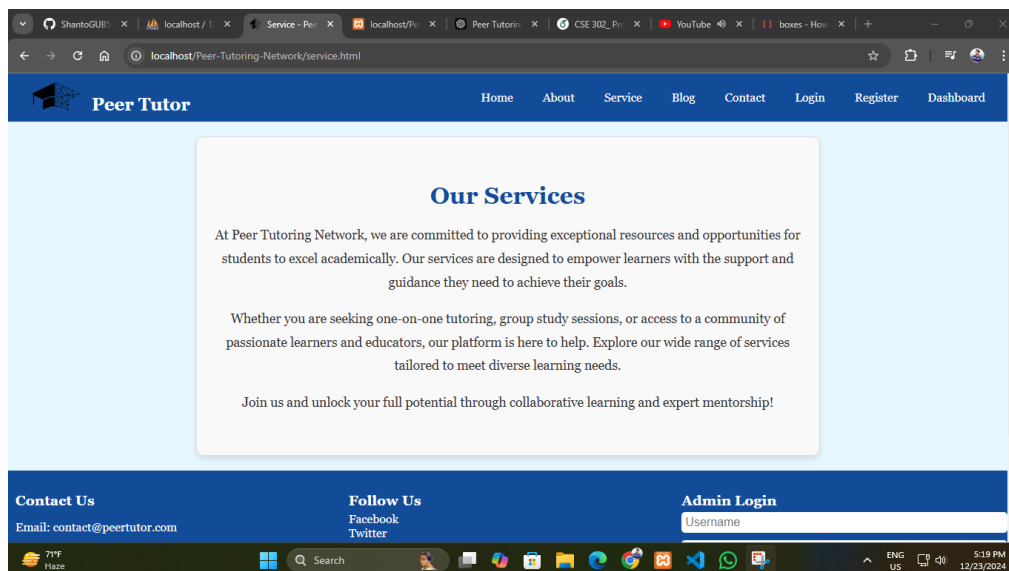 ShantoGUB5
localhost / 1
Service - Pee
localhost/Pe
Peer Tutorin
CSE 302_ Pro
YouTube
boxes - How
localhost/Peer-Tutoring-Network/service.html
Peer Tutor
Home About Service Blog Contact Login Register Dashboard
Our Services
At Peer Tutoring Network, we are committed to providing exceptional resources and opportunities for
students to excel academically. Our services are designed to empower learners with the support and
guidance they need to achieve their goals.
Whether you are seeking one-on-one tutoring, group study sessions, or access to a community of
passionate learners and educators, our platform is here to help. Explore our wide range of services
tailored to meet diverse learning needs.
Join us and unlock your full potential through collaborative learning and expert mentorship!
Contact Us
Email: contact@peertutor.com
Follow Us
Facebook
Twitter
Admin Login
Username
71°F
Haze
Search
ENG
US
5:19 PM
12/23/2024